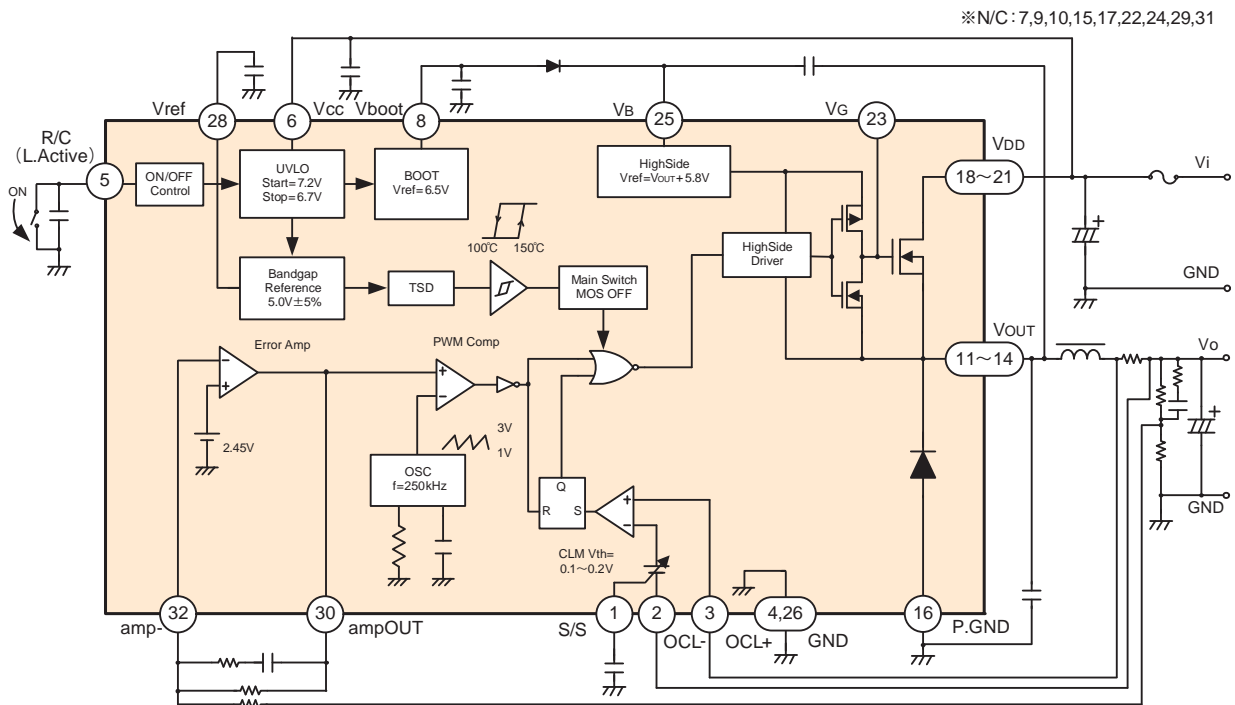 ※N/C：7,9,10,15,17,22,24,29,31
Vref
28
6
Vcc
Vboot
8
VB
25
VG
23
VDD
18～21
Vi
R/C
（L.Active）
5
ON
ON/OFF
Control
UVLO
Start=7.2V
Stop=6.7V
BOOT
Vref=6.5V
HighSide
Vref=VOUT+5.8V
100℃
150℃
HighSide
Driver
Bandgap
Reference
5.0V±5%
TSD
Main Switch
MOS OFF
GND
VOUT
11～14
Vo
Error Amp
PWM Comp
2.45V
3V
1V
OSC
f=250kHz
Q
R
S
CLM Vth=
0.1～0.2V
GND
32
amp-
30
ampOUT
S/S
1
2
OCL-
3
OCL+
4,26
GND
16
P.GND
+
+
-
+
+
-
+
-